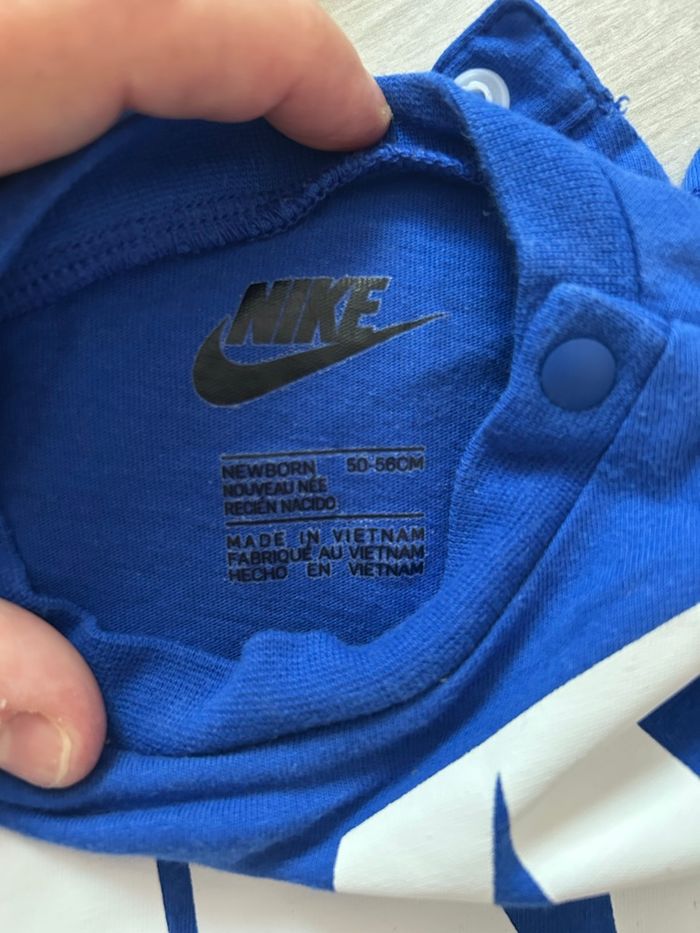 NIKE
NEWBORN 50-56CM
NOUVEAU NÉE
RECIÉN NACIDO
MADE IN VIETNAM
FABRIQUÉ AU VIETNAM
HECHO EN VIETNAM